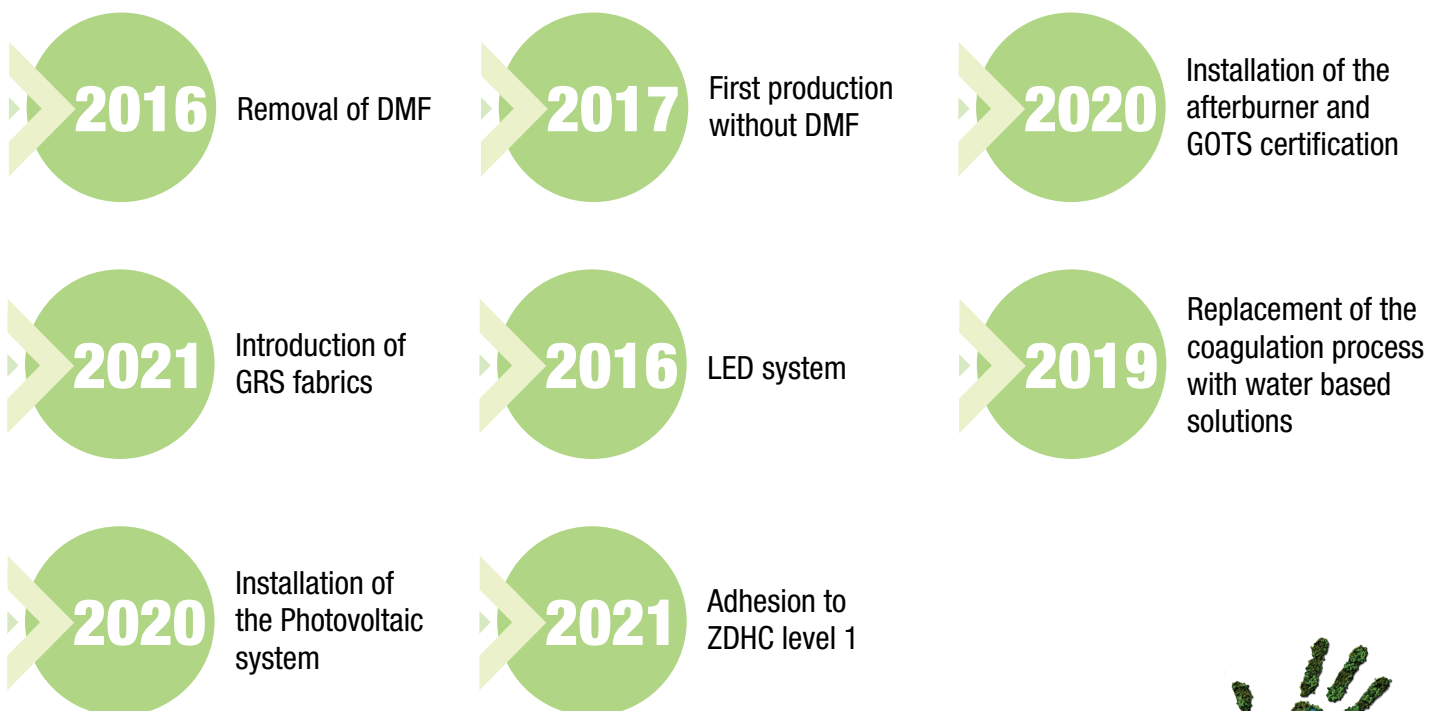 2016
Removal of DMF
2017
First production
without DMF
2020
Installation of the
afterburner and
GOTS certification
2021
Introduction of
GRS fabrics
2016
LED system
2019
Replacement of the
coagulation process
with water based
solutions
2020
Installation of
the Photovoltaic
system
2021
Adhesion to
ZDHC level 1